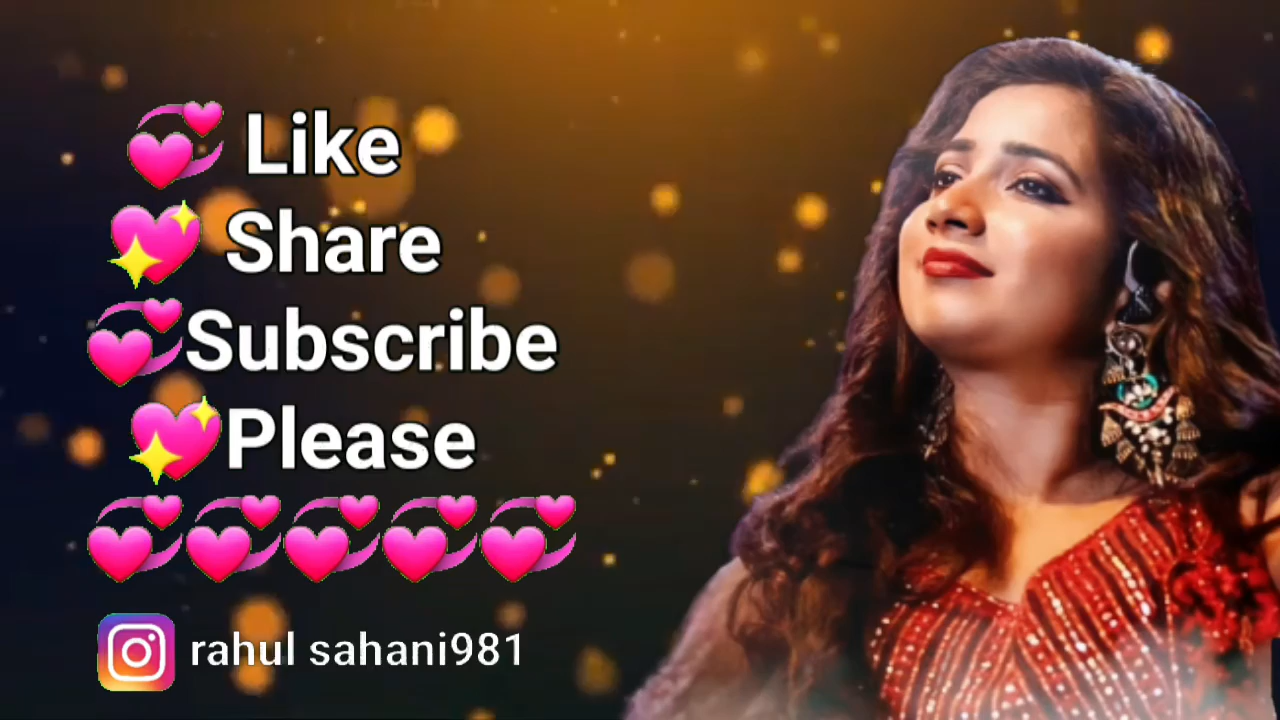 💞 Like
💖 Share
💞Subscribe
💖Please
💞💞💞💞💞
rahul sahani981